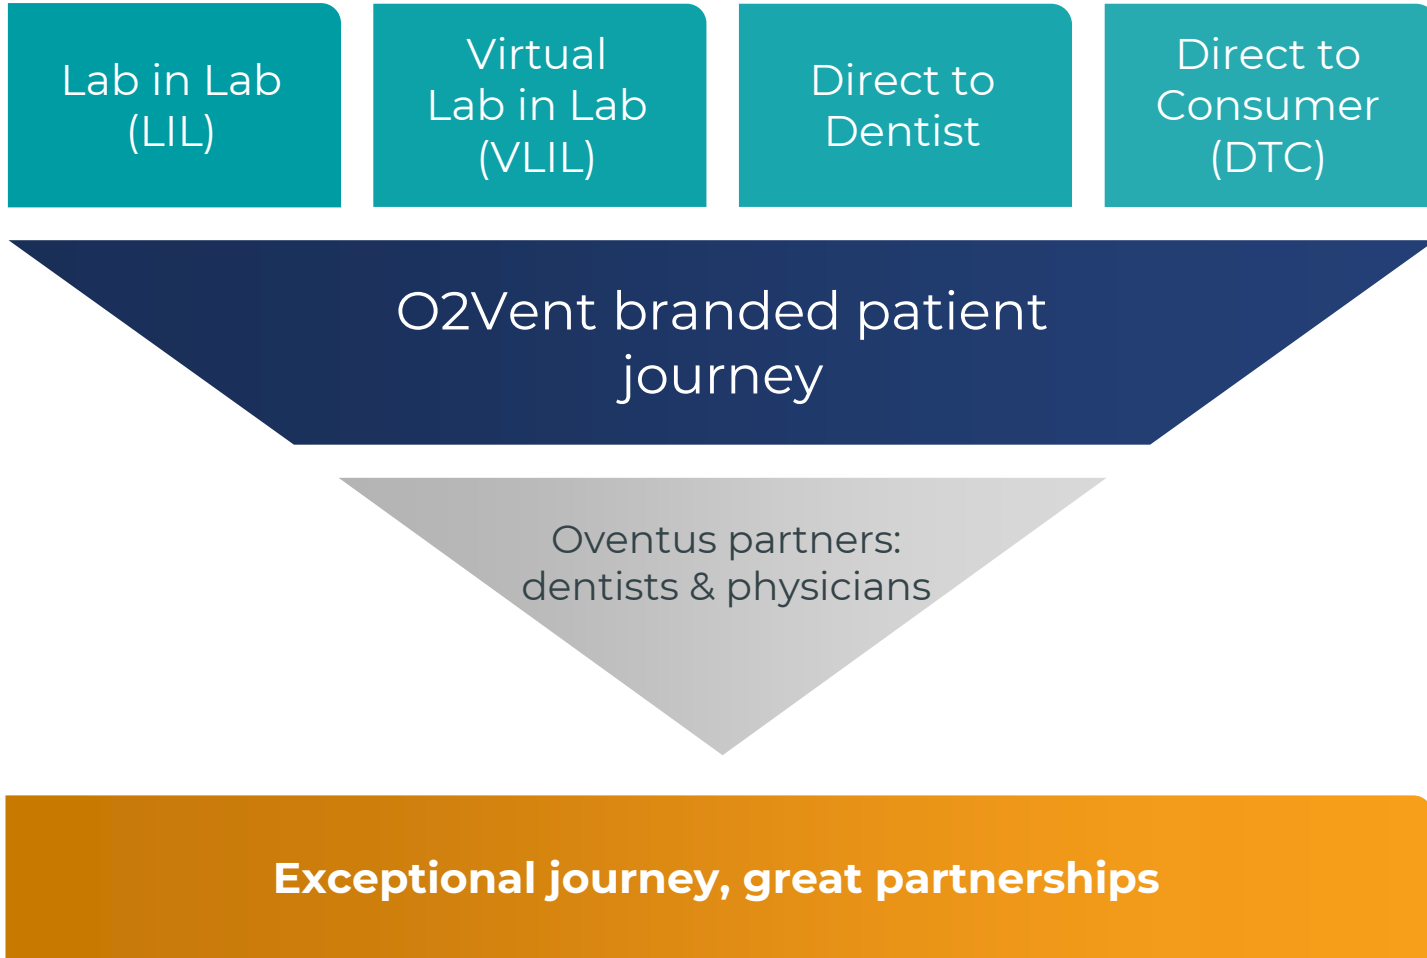 Lab in Lab
(LIL)
Virtual
Lab in Lab
(VLIL)
Direct to
Dentist
Direct to
Consumer
(DTC)
O2Vent branded patient
journey
Oventus partners:
dentists & physicians
Exceptional journey, great partnerships